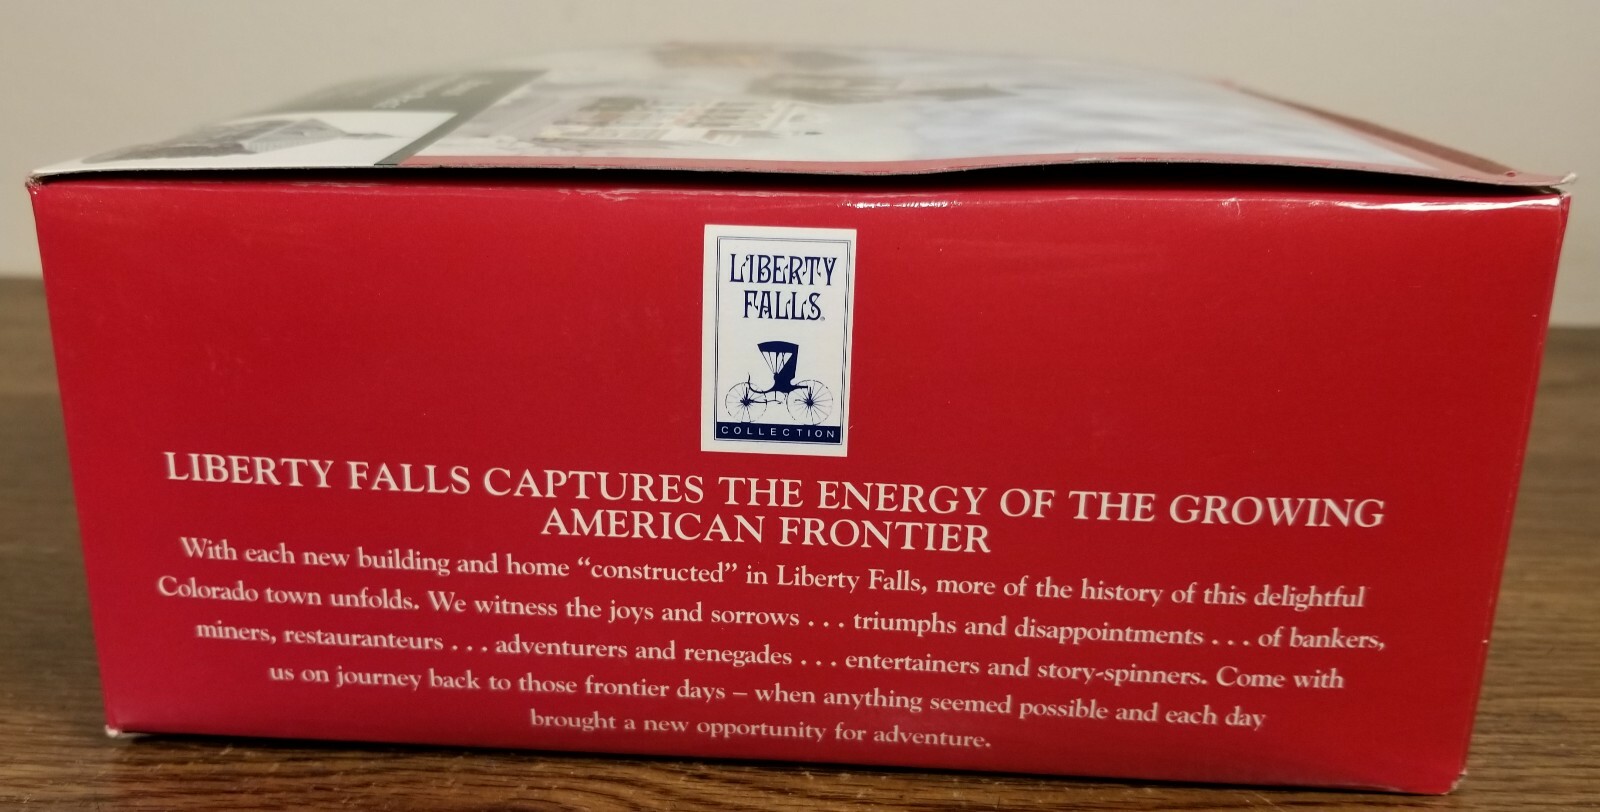 LIBERTY
FALLS®
COLLECTION
LIBERTY FALLS CAPTURES THE ENERGY OF THE GROWING
AMERICAN FRONTIER
With each new building and home “constructed” in Liberty Falls, more of the history of this delightful
Colorado town unfolds. We witness the joys and sorrows . . . triumphs and disappointments . . . of bankers,
miners, restauranteurs . . . adventurers and renegades . . . entertainers and story-spinners. Come with
us on journey back to those frontier days – when anything seemed possible and each day
brought a new opportunity for adventure.